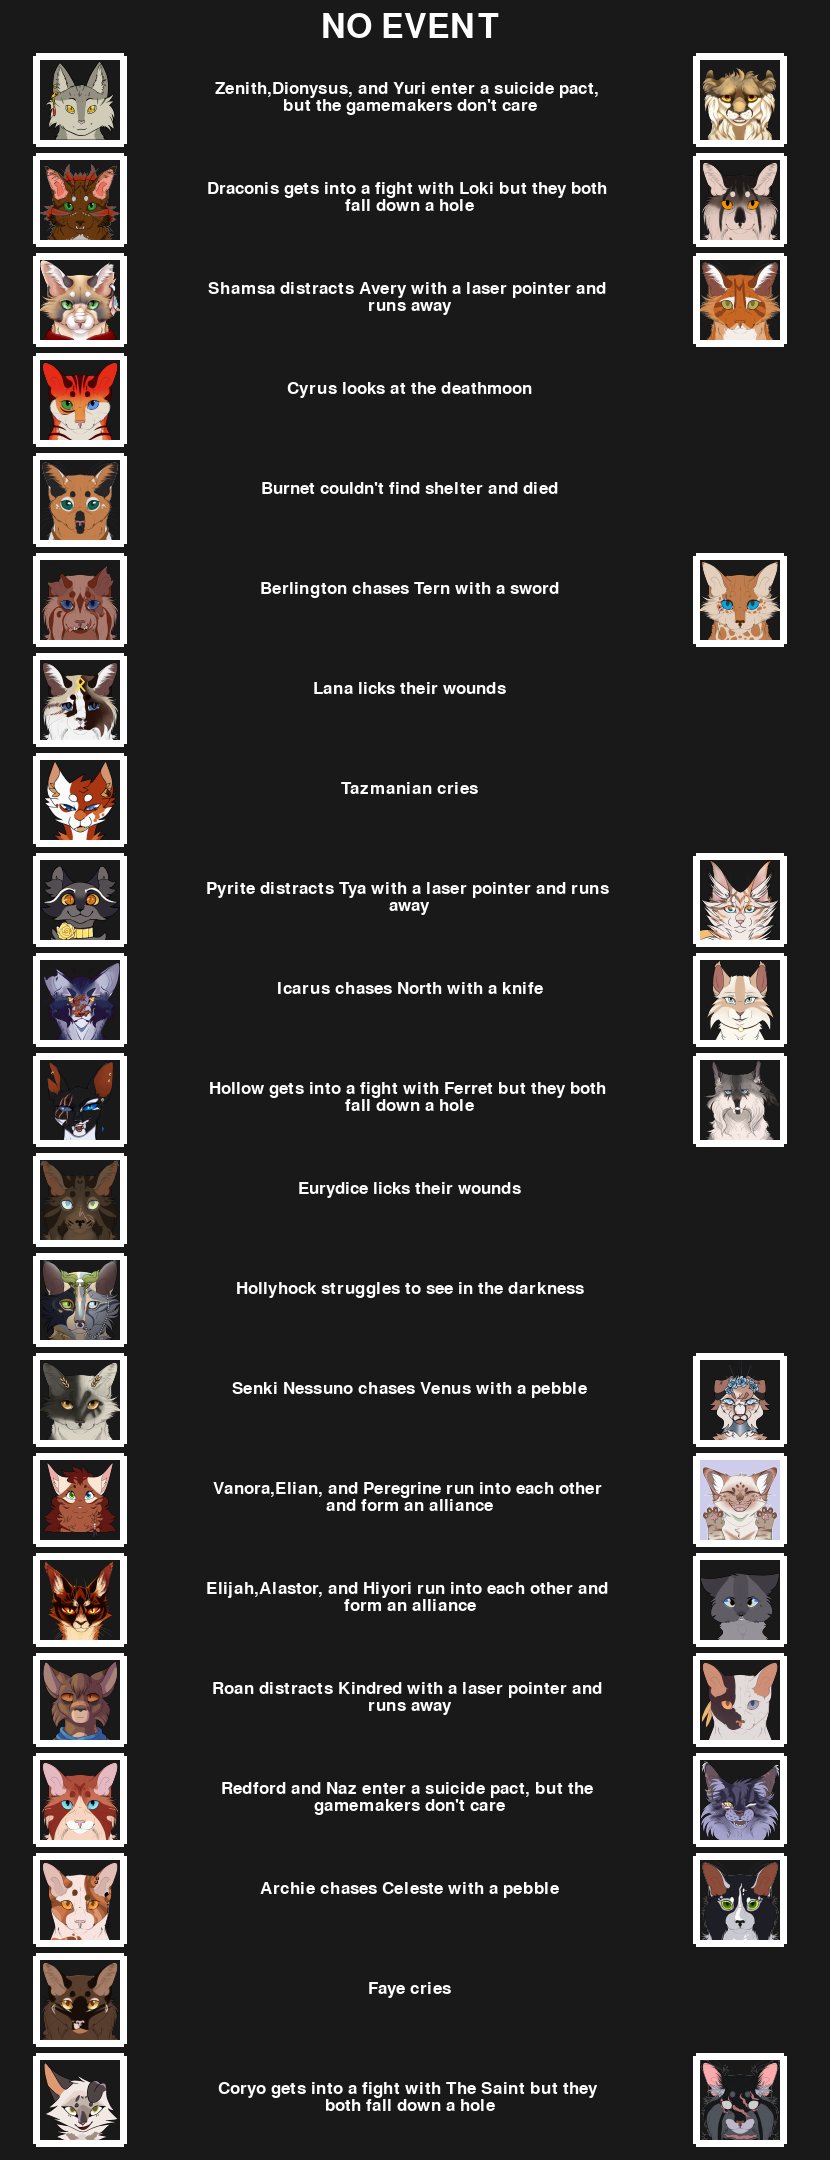 NO EVENT
Zenith,Dionysus, and Yuri enter a suicide pact,
but the gamemakers don't care
Draconis gets into a fight with Loki but they both
fall down a hole
Shamsa distracts Avery with a laser pointer and
runs away
Cyrus looks at the deathmoon
Burnet couldn't find shelter and died
Berlington chases Tern with a sword
Lana licks their wounds
Tazmanian cries
Pyrite distracts Tya with a laser pointer and runs
away
Icarus chases North with a knife
Hollow gets into a fight with Ferret but they both
fall down a hole
Eurydice licks their wounds
Hollyhock struggles to see in the darkness
Senki Nessuno chases Venus with a pebble
Vanora,Elian, and Peregrine run into each other
and form an alliance
Elijah,Alastor, and Hiyori run into each other and
form an alliance
Roan distracts Kindred with a laser pointer and
runs away
Redford and Naz enter a suicide pact, but the
gamemakers don't care
Archie chases Celeste with a pebble
Faye cries
Coryo gets into a fight with The Saint but they
both fall down a hole